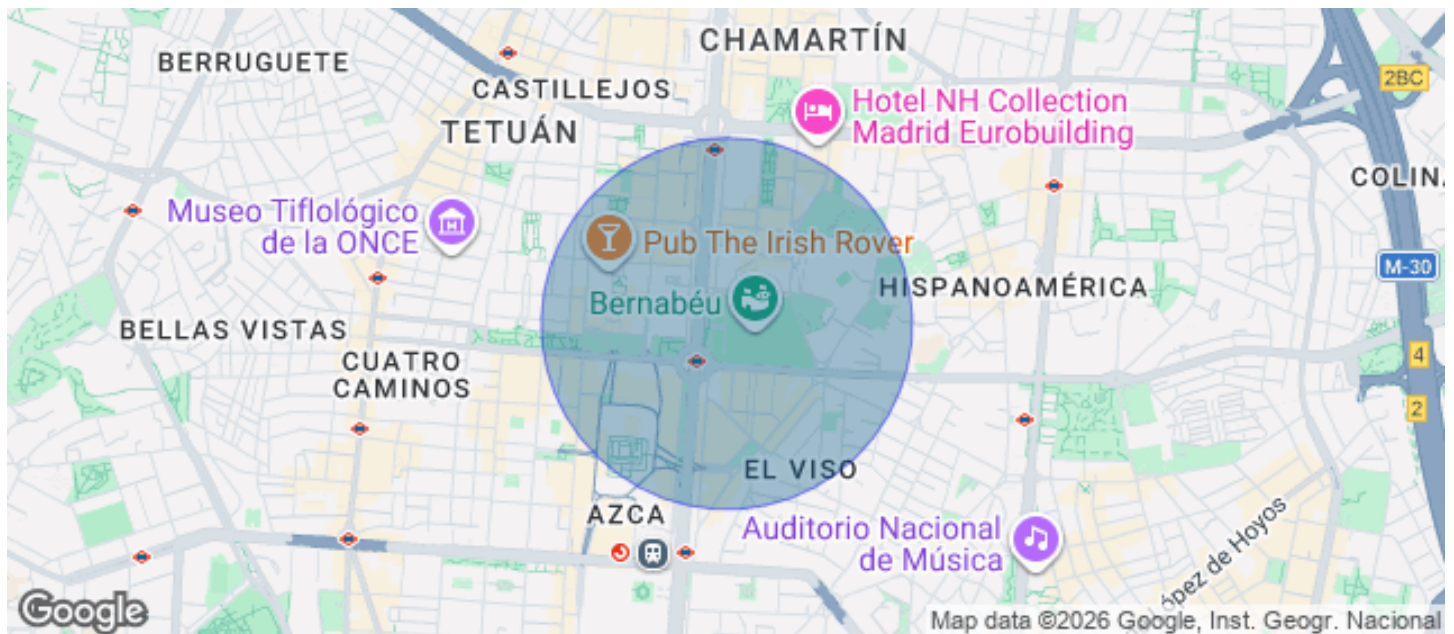 CHAMARTÍN
BERRUGUETE
2BC
CASTILLEJOS
Hotel NH Collection
Madrid Eurobuilding
TETUÁN
COLIN
Museo Tiflológico
de la ONCE
Pub The Irish Rover
M-30
HISPANOAMÉRICA
Bernabéu
BELLAS VISTAS
CUATRO
CAMINOS
4
2
EL VISO
AZCA
Auditorio Nacional
de Música
López de Hoyos
Google
Map data ©2026 Google, Inst. Geogr. Nacional